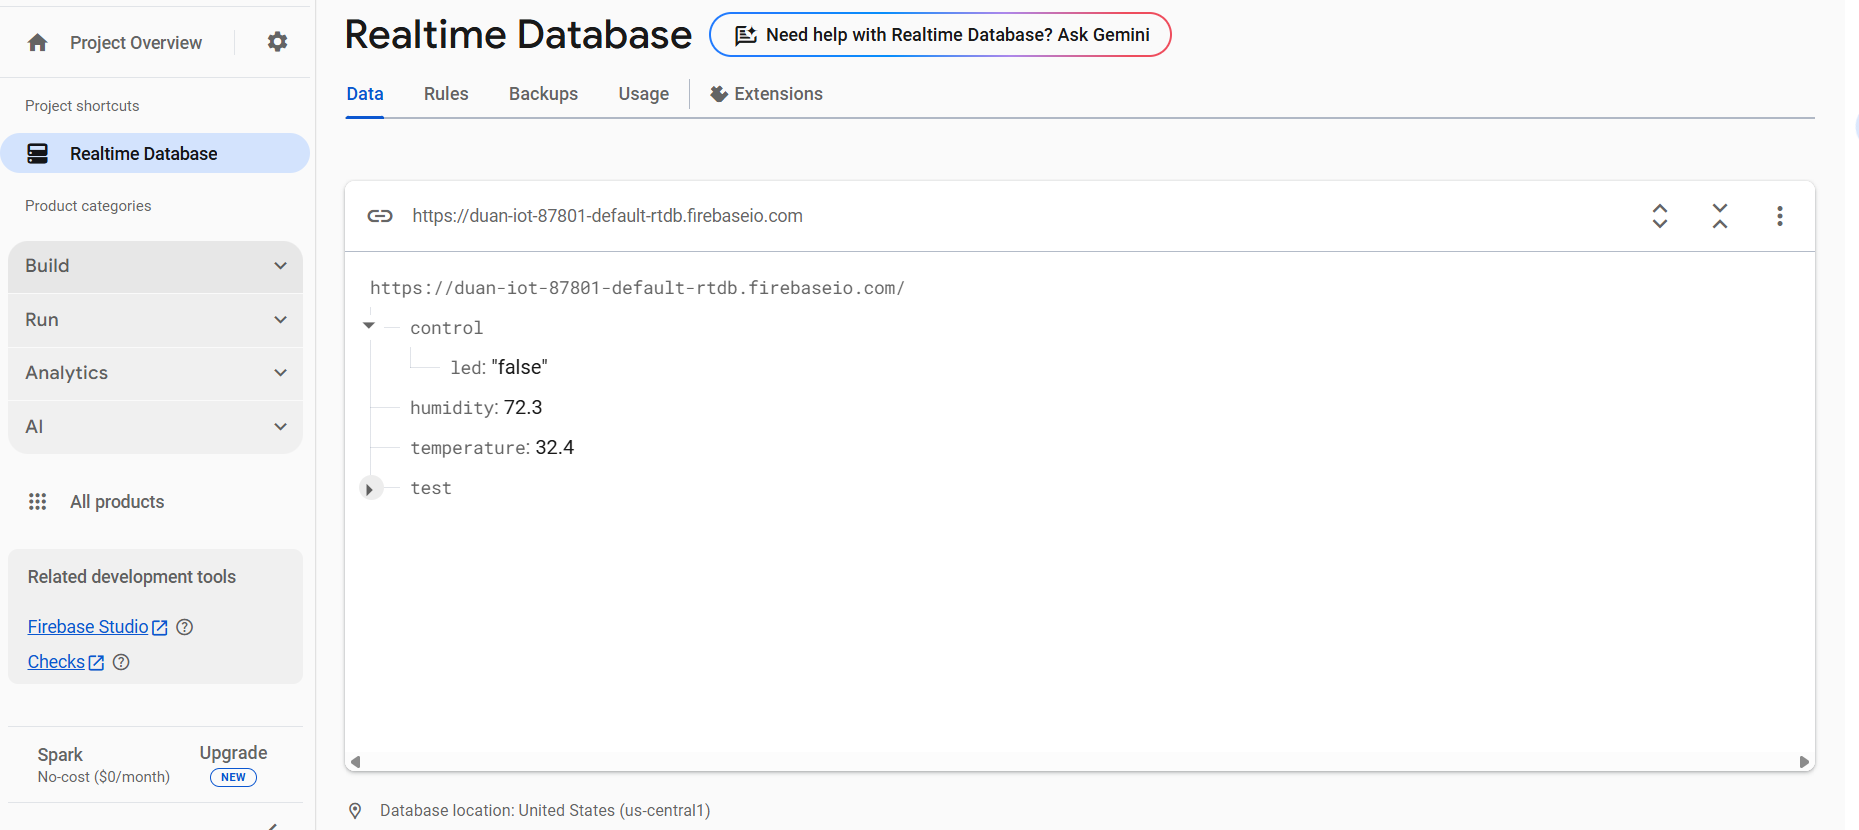 Project Overview
Project shortcuts
Realtime Database
Product categories
Build
Run
Analytics
AI
All products
Related development tools
Firebase Studio
Checks
Spark
No-cost ($0/month)
Upgrade
NEW
Realtime Database
Need help with Realtime Database? Ask Gemini
Data
Rules
Backups
Usage
Extensions
https://duan-iot-87801-default-rtdb.firebaseio.com
https://duan-iot-87801-default-rtdb.firebaseio.com/
control
led: "false"
humidity: 72.3
temperature: 32.4
test
Database location: United States (us-central1)